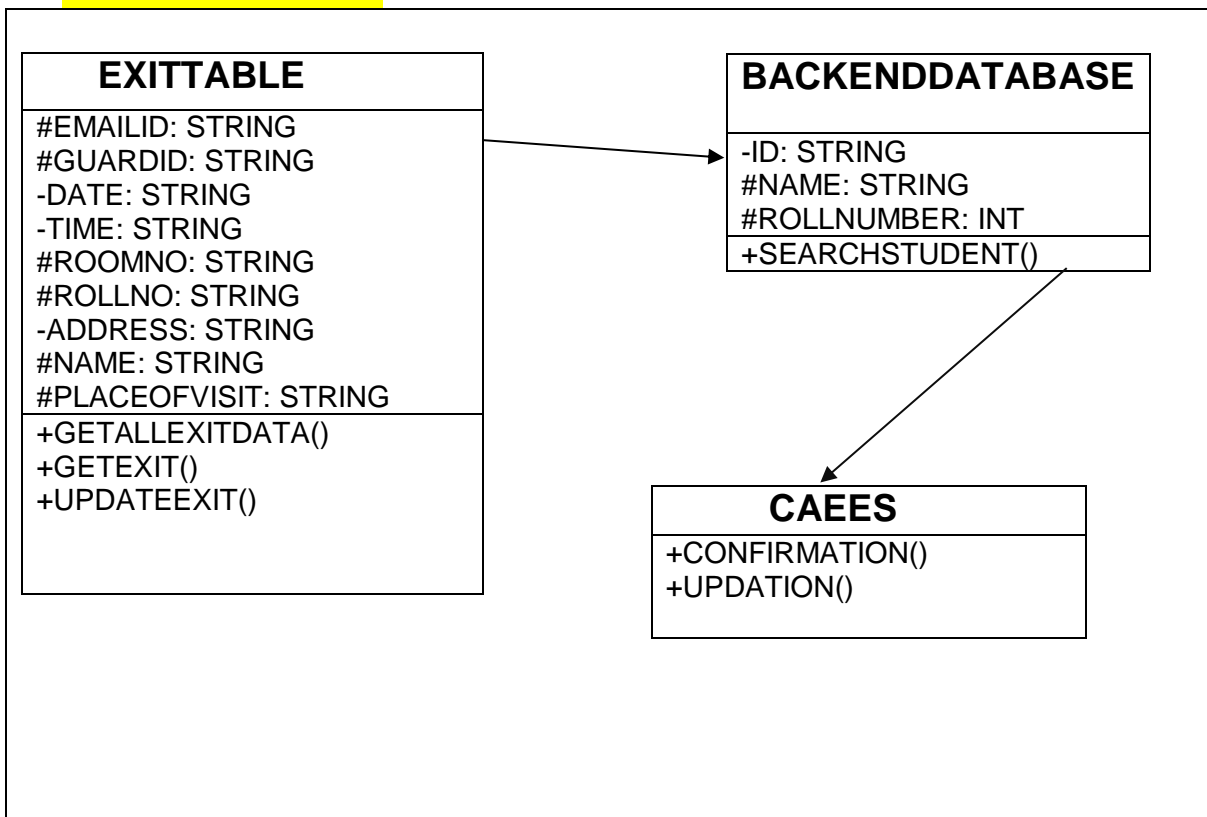 EXITTABLE
#EMAILID: STRING
#GUARDID: STRING
-DATE: STRING
-TIME: STRING
#ROOMNO: STRING
#ROLLNO: STRING
-ADDRESS: STRING
#NAME: STRING
#PLACEOFVISIT: STRING
+GETALLEXITDATA()
+GETEXIT()
+UPDATEEXIT()
BACKENDDATABASE
-ID: STRING
#NAME: STRING
#ROLLNUMBER: INT
+SEARCHSTUDENT()
CAEES
+CONFIRMATION()
+UPDATION()